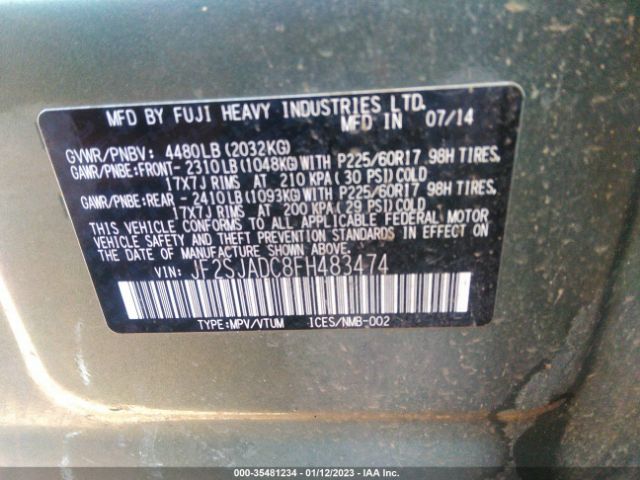 MFD BY FUJI HEAVY INDUSTRIES LTD.
MFD IN 07/14
GVWR/PNBV: 4480LB(2032KG)
GAWR/PNBE:FRONT- 2310LB(1048KG)WITH P225/60R17 98H TIRES,
17X7J RIMS AT 210 KPA(30 PSI)COLD
GAWR/PNBE:REAR - 2410LB(1093KG)WITH P225/60R17 98H TIRES,
17X7J RIMS AT 200 KPA(29 PSI)COLD
THIS VEHICLE CONFORMS TO ALL APPLICABLE FEDERAL MOTOR
VEHICLE SAFETY AND THEFT PREVENTION STANDARDS IN EFFECT ON
THE DATE OF MANUFACTURE SHOWN ABOVE.
VIN: JF2SJADC8FH483474
TYPE:MPV/VTUM ICES/NMB-002
000-35481234 - 01/12/2023 - IAA Inc.